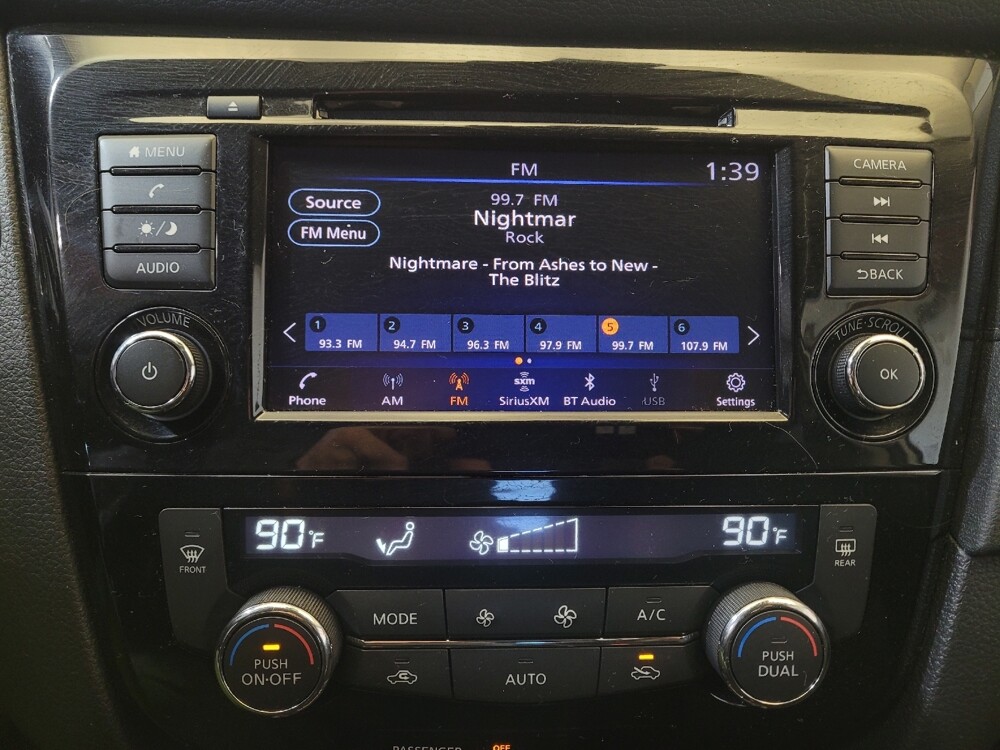 MENU
AUDIO
VOLUME
FM
1:39
Source
FM Menu
99.7 FM
Nightmar
Rock
Nightmare - From Ashes to New -
The Blitz
1 2 3 4 5 6
93.3 FM 94.7 FM 96.3 FM 97.9 FM 99.7 FM 107.9 FM
sxm
Phone AM FM SiriusXM BT Audio USB Settings
CAMERA
BACK
TUNE·SCROLL
OK
90°F
90°F
FRONT
REAR
MODE
A/C
PUSH
ON·OFF
AUTO
PUSH
DUAL
PASSENGER OFF